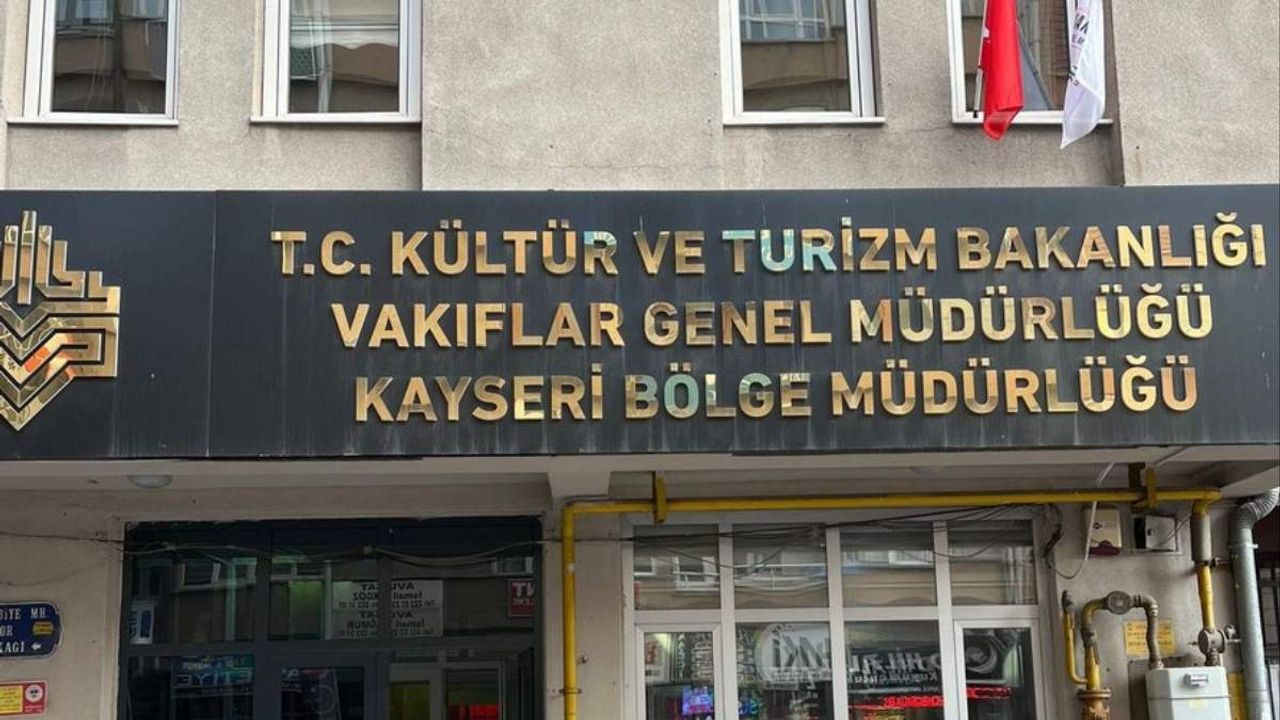 T.C. KÜLTÜR VE TURİZM BAKANLIĞI
VAKIFLAR GENEL MÜDÜRLÜĞÜ
KAYSERİ BÖLGE MÜDÜRLÜĞÜ